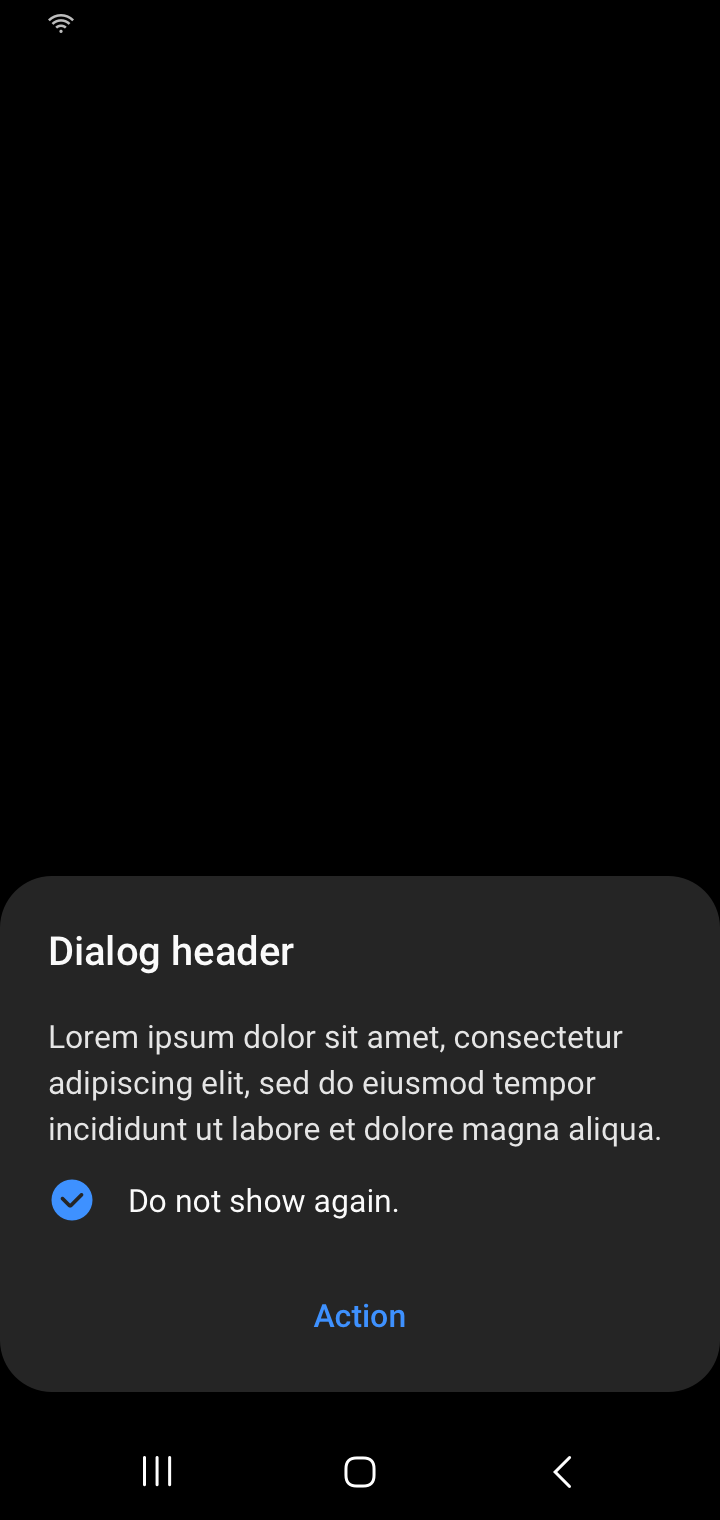 Dialog header
Lorem ipsum dolor sit amet, consectetur
adipiscing elit, sed do eiusmod tempor
incididunt ut labore et dolore magna aliqua.
Do not show again.
Action